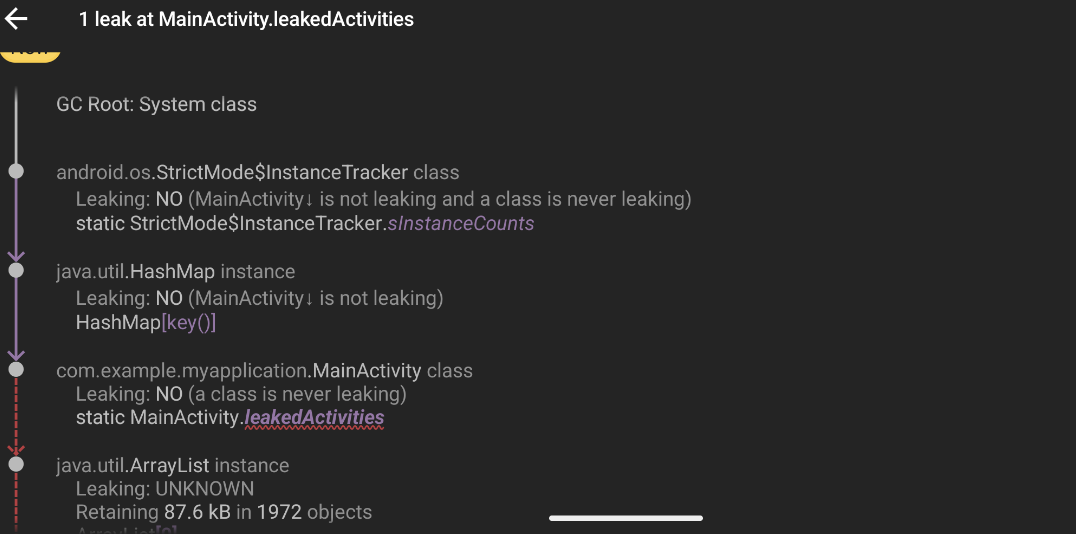 1 leak at MainActivity.leakedActivities
GC Root: System class
android.os.StrictMode$InstanceTracker class
Leaking: NO (MainActivity↓ is not leaking and a class is never leaking)
static StrictMode$InstanceTracker.sInstanceCounts
java.util.HashMap instance
Leaking: NO (MainActivity↓ is not leaking)
HashMap[key()]
com.example.myapplication.MainActivity class
Leaking: NO (a class is never leaking)
static MainActivity.leakedActivities
java.util.ArrayList instance
Leaking: UNKNOWN
Retaining 87.6 kB in 1972 objects